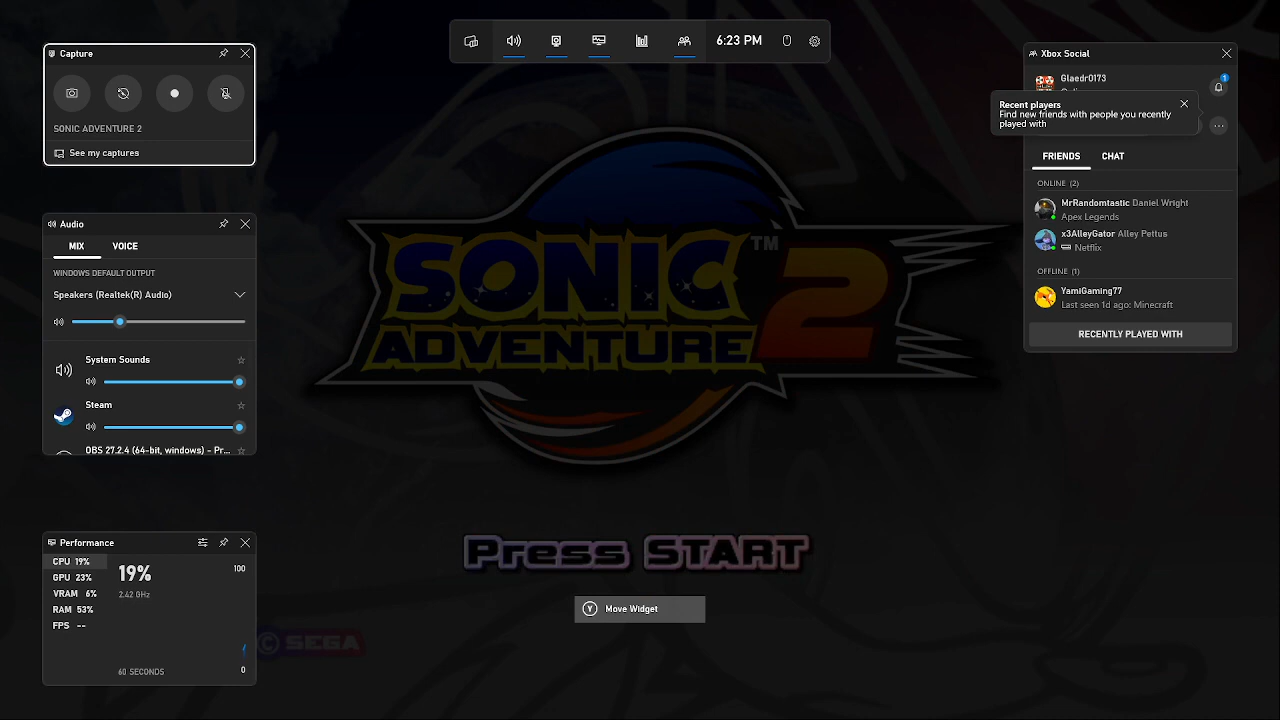 6:23 PM
Capture
SONIC ADVENTURE 2
See my captures
Audio
MIX VOICE
WINDOWS DEFAULT OUTPUT
Speakers (Realtek(R) Audio)
System Sounds
Steam
OBS 27.2.4 (64-bit, windows) - Pr...
Performance
CPU 19%
GPU 23%
VRAM 6%
RAM 53%
FPS --
19%
2.42 GHz
100
0
60 SECONDS
SONIC
ADVENTURE 2
TM
Press START
Y Move Widget
© SEGA
Xbox Social
Glaedr0173
1
Recent players
Find new friends with people you recently
played with
FRIENDS CHAT
ONLINE (2)
MrRandomtastic Daniel Wright
Apex Legends
x3AlleyGator Alley Pettus
Netflix
OFFLINE (1)
YamiGaming77
Last seen 1d ago: Minecraft
RECENTLY PLAYED WITH